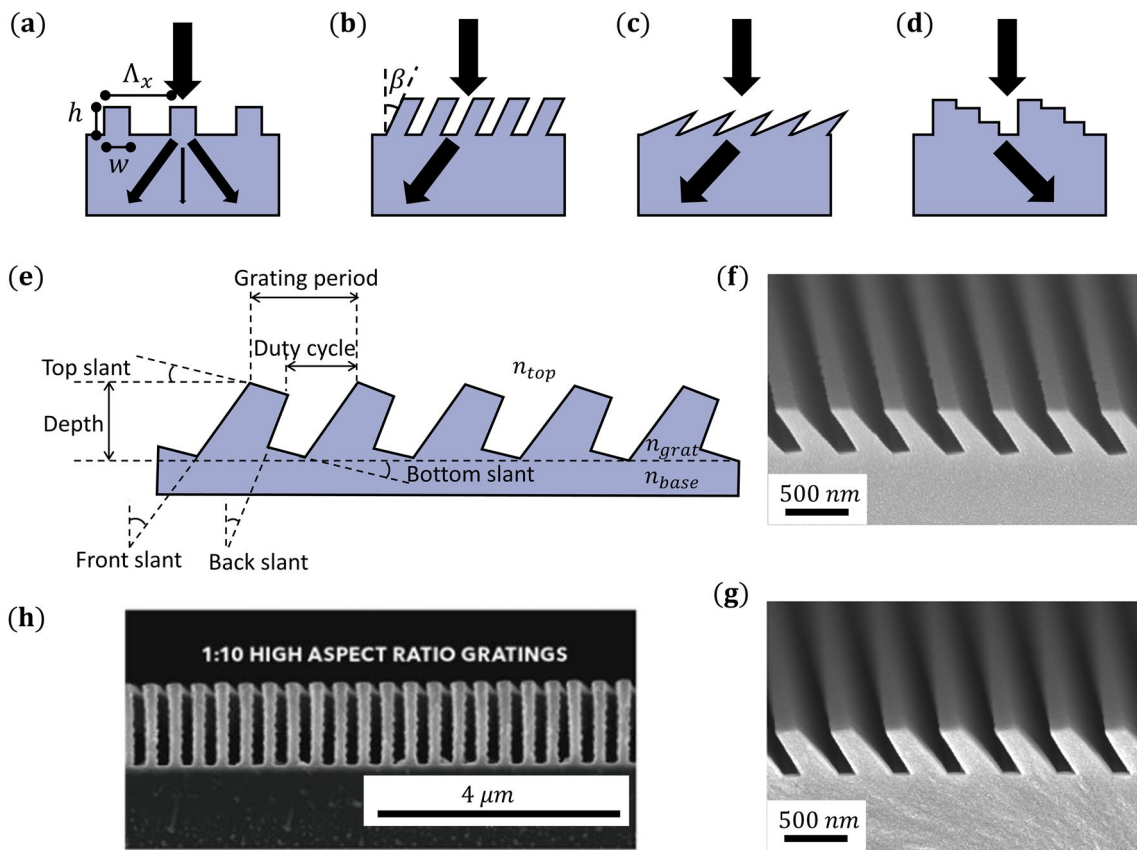 (a)
Λx
h
w
(b)
β
(c)
(d)
(e)
Grating period
Duty cycle
Top slant
Depth
ntop
ngrat
nbase
Bottom slant
Front slant
Back slant
(f)
500 nm
(h)
1:10 HIGH ASPECT RATIO GRATINGS
4 μm
(g)
500 nm